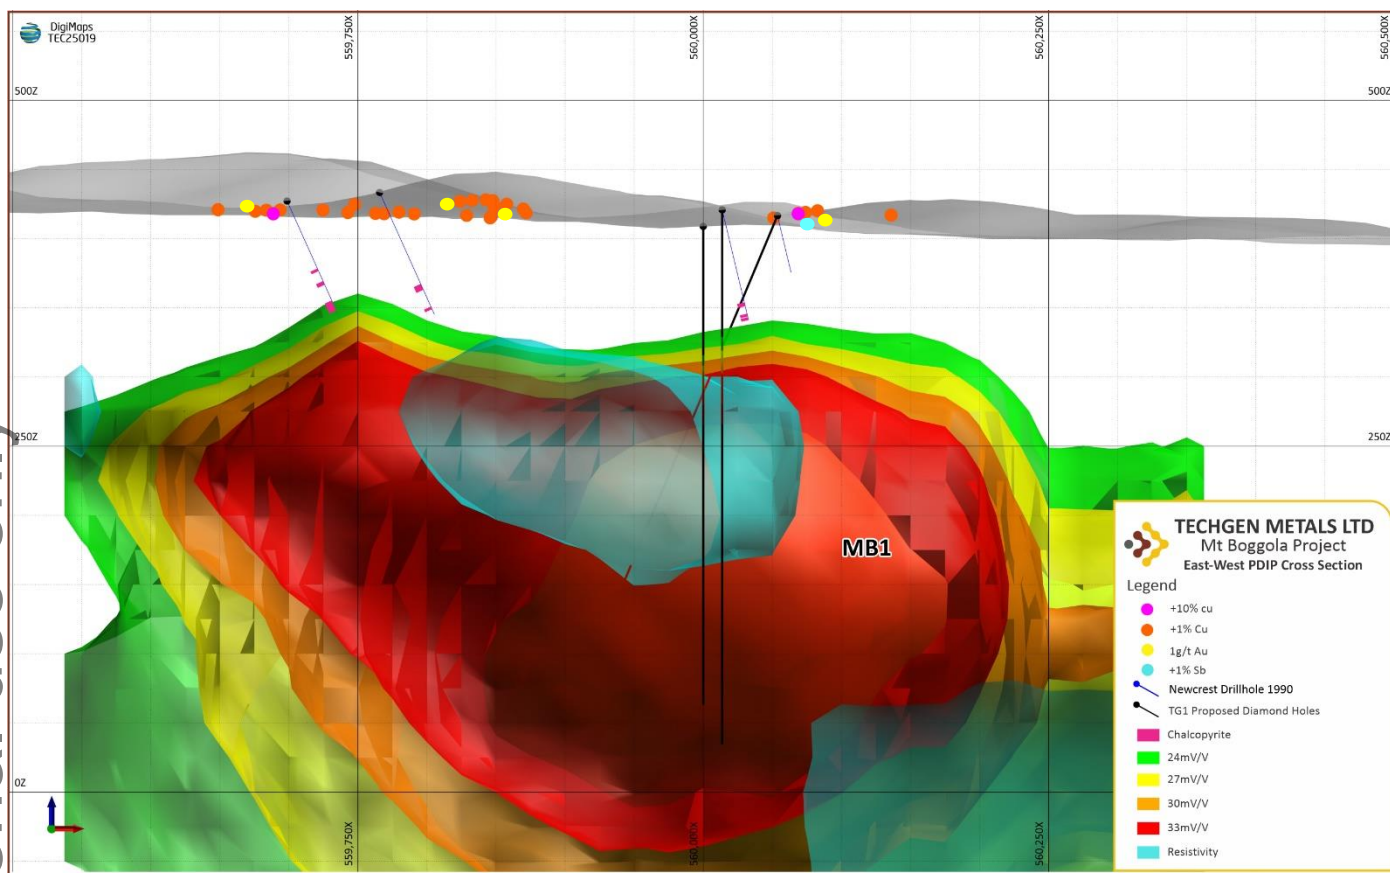 DigiMaps
TEC25019
559,750X
560,000X
560,250X
560,500X
500Z
500Z
250Z
250Z
MB1
0Z
559,750X
560,000X
560,250X
TECHGEN METALS LTD
Mt Boggola Project
East-West PDIP Cross Section
Legend
+10% cu
+1% Cu
1g/t Au
+1% Sb
Newcrest Drillhole 1990
TG1 Proposed Diamond Holes
Chalcopyrite
24mV/V
27mV/V
30mV/V
33mV/V
Resistivity